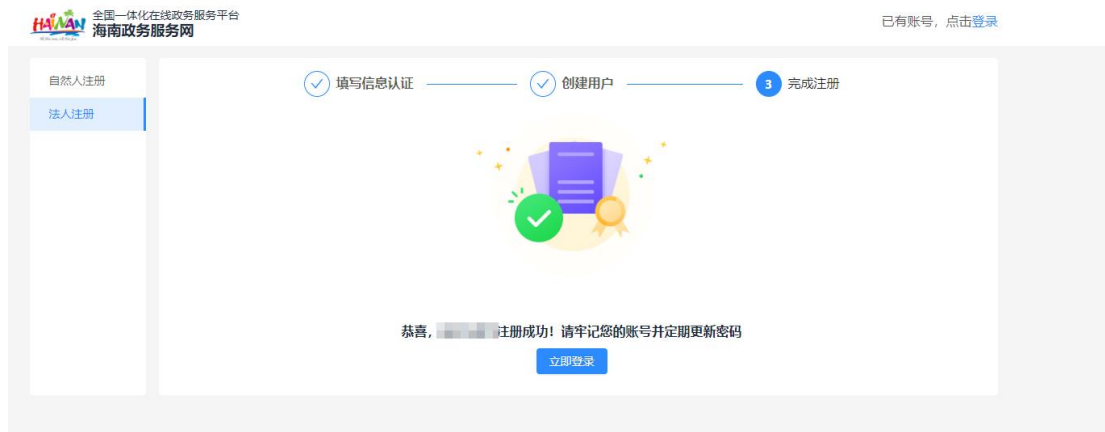 HAINAN
全国一体化在线政务服务平台
海南政务服务网
已有账号，点击登录
自然人注册
法人注册
填写信息认证
创建用户
3 完成注册
恭喜，注册成功！请牢记您的账号并定期更新密码
立即登录